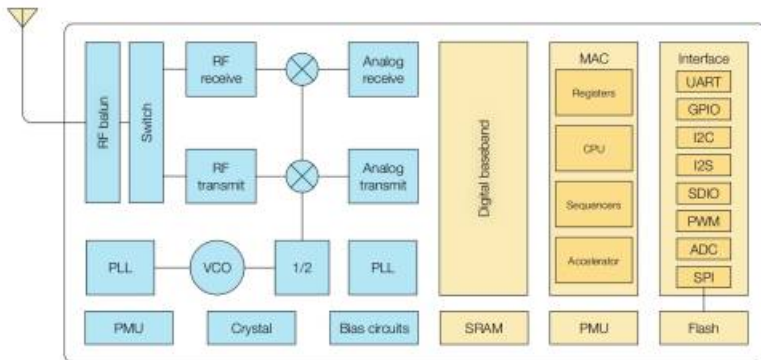 RF balun
Switch
RF
receive
Analog
receive
RF
transmit
Analog
transmit
PLL
VCO
1/2
PLL
PMU
Crystal
Bias circuits
Digital baseband
SRAM
MAC
Registers
CPU
Sequencers
Accelerator
PMU
Interface
UART
GPIO
I2C
I2S
SDIO
PWM
ADC
SPI
Flash